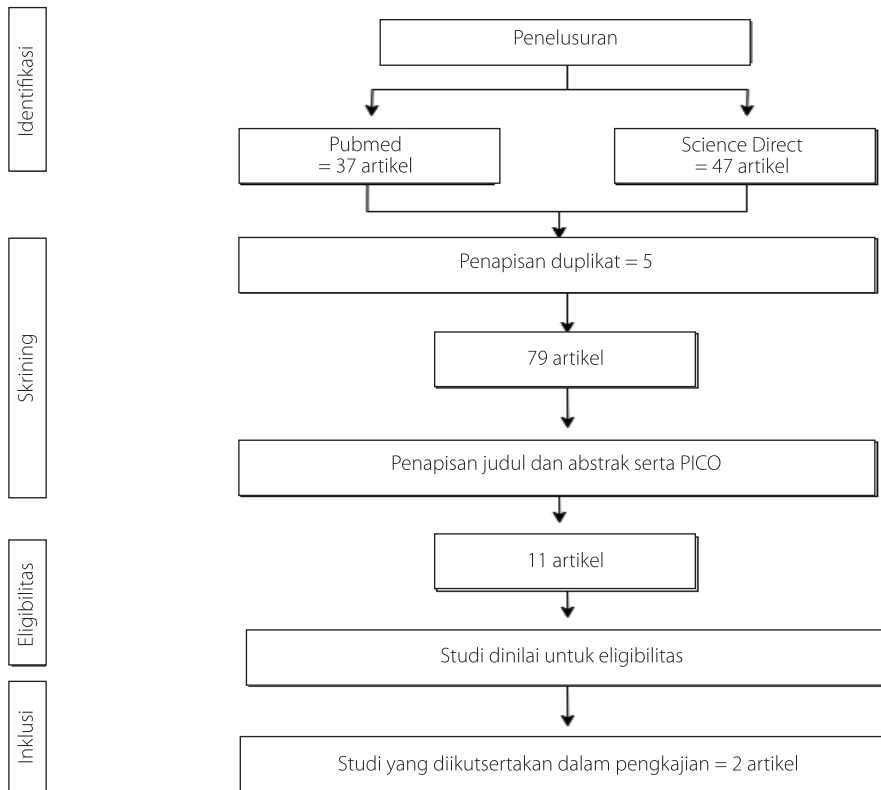 Identifikasi
Penelusuran
Pubmed
= 37 artikel
Science Direct
= 47 artikel
Skrining
Penapisan duplikat = 5
79 artikel
Penapisan judul dan abstrak serta PICO
Eligibilitas
11 artikel
Studi dinilai untuk eligibilitas
Inklusi
Studi yang diikutsertakan dalam pengkajian = 2 artikel